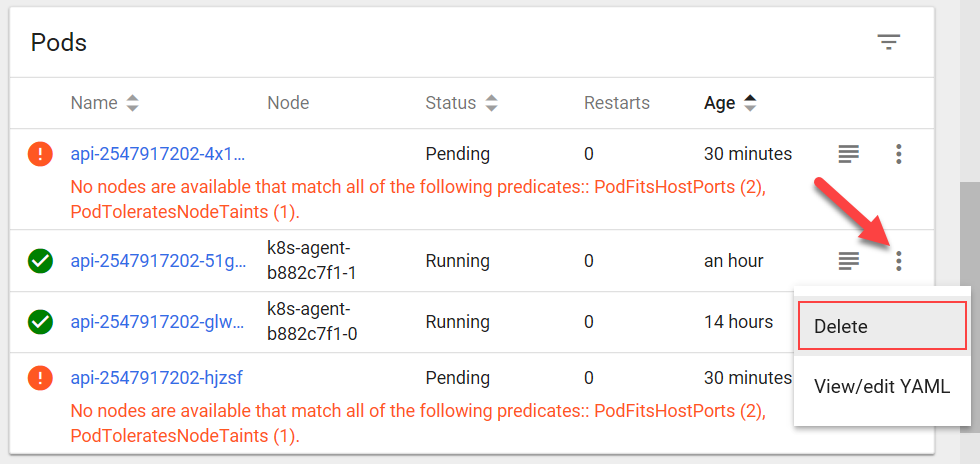 Pods
Name Node Status Restarts Age
api-2547917202-4x1... Pending 0 30 minutes
No nodes are available that match all of the following predicates:: PodFitsHostPorts (2),
PodToleratesNodeTaints (1).
api-2547917202-51g... k8s-agent-b882c7f1-1 Running 0 an hour
api-2547917202-glw... k8s-agent-b882c7f1-0 Running 0 14 hours
api-2547917202-hjzsf Pending 0 30 minutes
No nodes are available that match all of the following predicates:: PodFitsHostPorts (2),
PodToleratesNodeTaints (1).
Delete
View/edit YAML